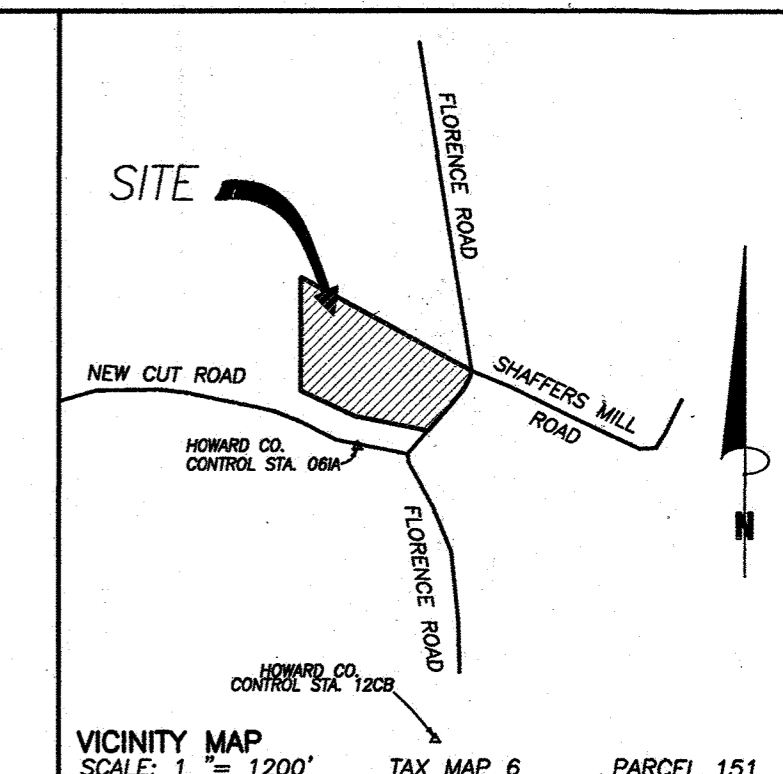 FLORENCE ROAD
SITE
NEW CUT ROAD
SHAFFERS MILL
ROAD
HOWARD CO.
CONTROL STA. 061A
N
FLORENCE ROAD
HOWARD CO.
CONTROL STA. 12CB
VICINITY MAP
SCALE: 1 "= 1200' TAX MAP 6 PARCEL 151